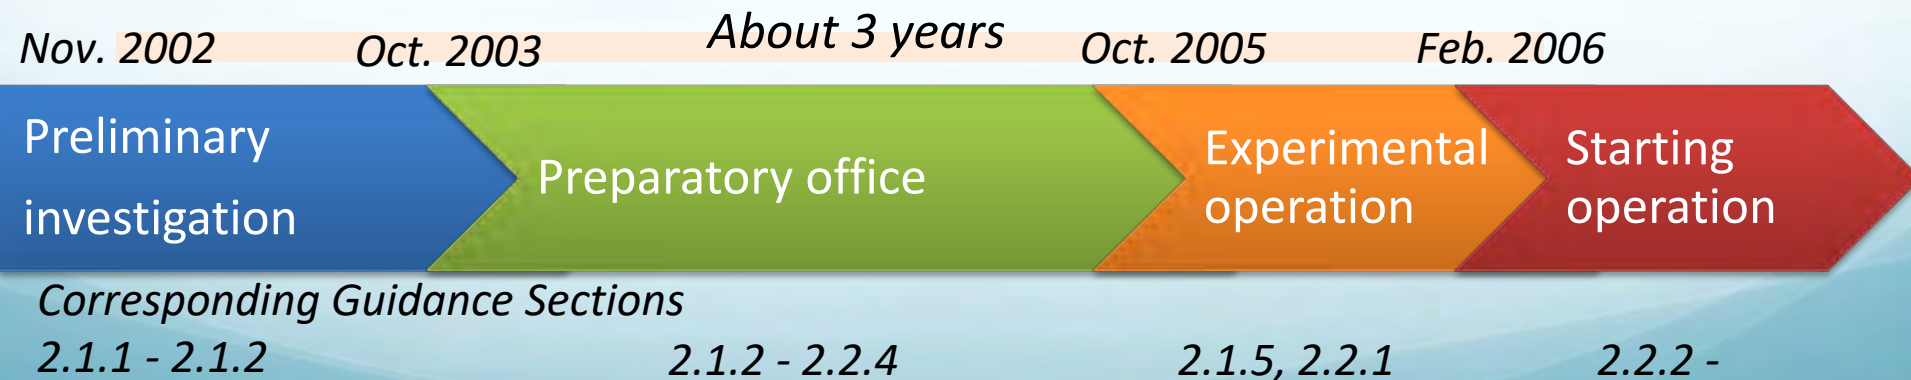 Nov. 2002
Oct. 2003
About 3 years
Oct. 2005
Feb. 2006
Preliminary
investigation
Preparatory office
Experimental
operation
Starting
operation
Corresponding Guidance Sections
2.1.1 - 2.1.2
2.1.2 - 2.2.4
2.1.5, 2.2.1
2.2.2 -